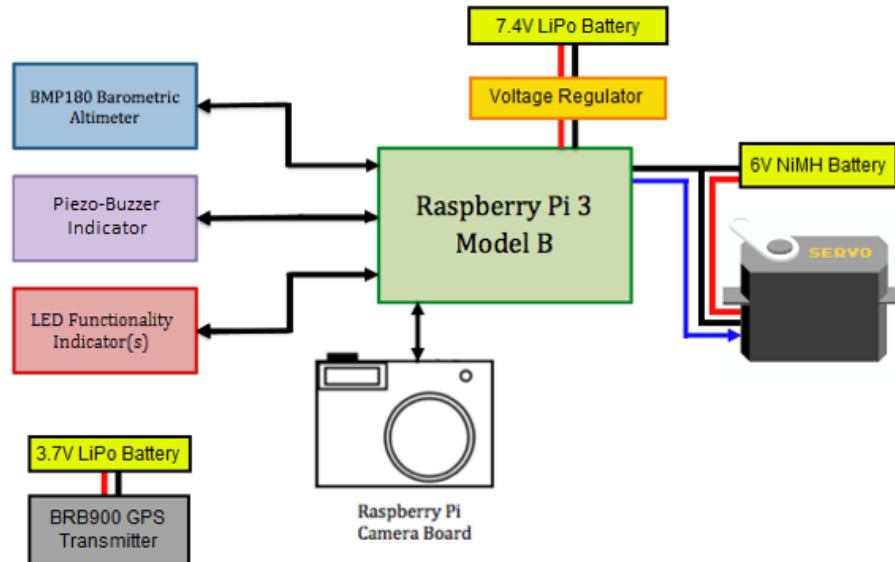 7.4V LiPo Battery
Voltage Regulator
BMP180 Barometric
Altimeter
6V NiMH Battery
Piezo-Buzzer
Indicator
Raspberry Pi 3
Model B
SERVO
LED Functionality
Indicator(s)
3.7V LiPo Battery
BRB900 GPS
Transmitter
Raspberry Pi
Camera Board